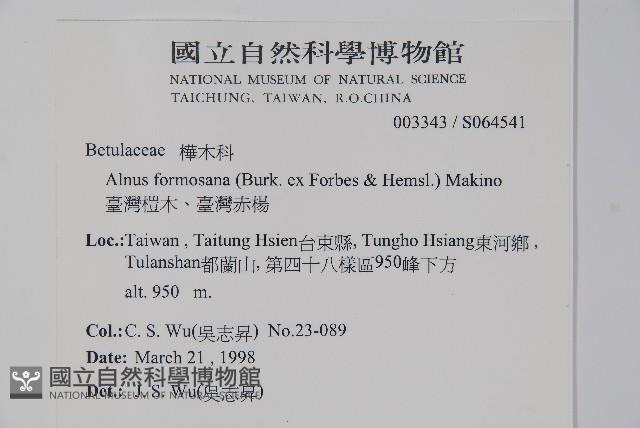 國立自然科學博物館
NATIONAL MUSEUM OF NATURAL SCIENCE
TAICHUNG, TAIWAN, R.O.CHINA
003343 / S064541
Betulaceae 樺木科
Alnus formosana (Burk. ex Forbes & Hemsl.) Makino
臺灣榿木、臺灣赤楊
Loc.:Taiwan , Taitung Hsien台東縣, Tungho Hsiang東河鄉 ,
Tulanshan都蘭山, 第四十八樣區950峰下方
alt. 950 m.
Col.: C. S. Wu(吳志昇) No.23-089
Date: March 21 , 1998
Det.: J. S. Wu(吳志昇)
國立自然科學博物館
NATIONAL MUSEUM OF NATURAL SCIENCE